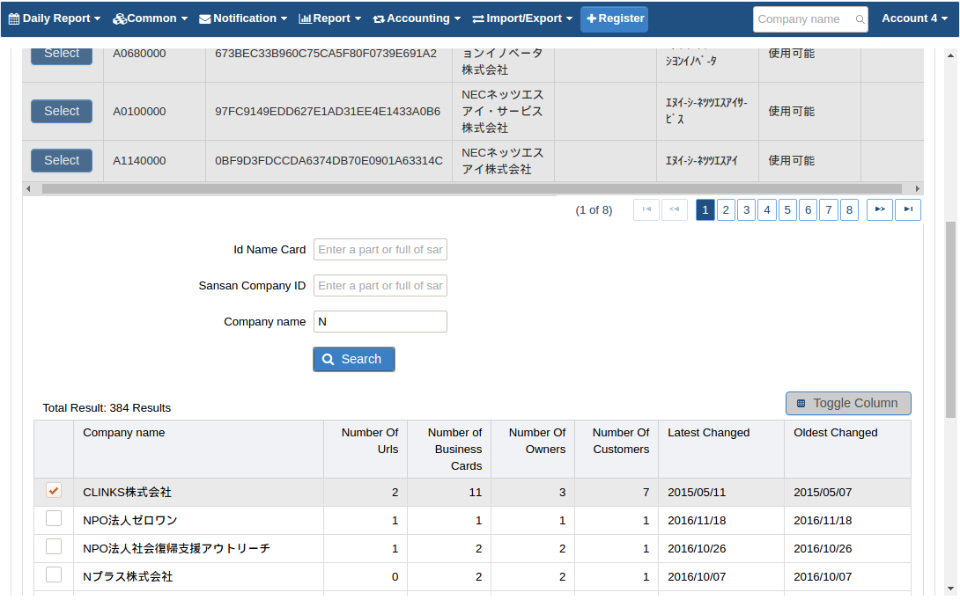 Daily Report Common Notification Report Accounting Import/Export Register Company name Account 4
Select A0680000 673BEC33B960C75CA5F80F0739E691A2 ョンイノベータ ｼﾖﾝｲﾉﾍﾞｰﾀ 使用可能
株式会社
NECネッツエス
Select A0100000 97FC9149EDD627E1AD31EE4E1433A0B6 アイ・サービス ｴﾇｲｰｼｰﾈｯﾂｴｽｱｲｻｰ 使用可能
株式会社 ﾋﾞｽ
Select A1140000 0BF9D3FDCCDA6374DB70E0901A63314C NECネッツエス ｴﾇｲｰｼｰﾈｯﾂｴｽｱｲ 使用可能
アイ株式会社
(1 of 8) 1 2 3 4 5 6 7 8
Id Name Card Enter a part or full of sar
Sansan Company ID Enter a part or full of sar
Company name N
Search
Total Result: 384 Results Toggle Column
Company name Number Of Number of Number Of Number Of Latest Changed Oldest Changed
Urls Business Owners Customers
Cards
CLINKS株式会社 2 11 3 7 2015/05/11 2015/05/07
NPO法人ゼロワン 1 1 1 1 2016/11/18 2016/11/18
NPO法人社会復帰支援アウトリーチ 1 2 2 1 2016/10/26 2016/10/26
Nプラス株式会社 0 2 2 1 2016/10/07 2016/10/07